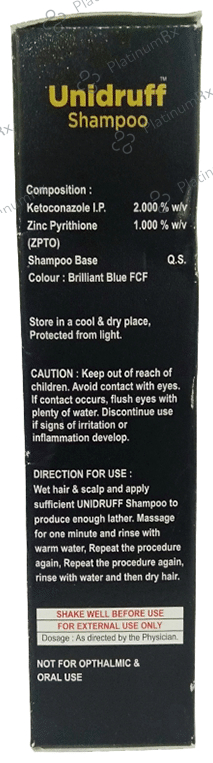 Unidruff™
Shampoo
Composition :
Ketoconazole I.P. 2.000 % w/v
Zinc Pyrithione 1.000 % w/v
(ZPTO)
Shampoo Base Q.S.
Colour : Brilliant Blue FCF
Store in a cool & dry place,
Protected from light.
CAUTION : Keep out of reach of
children. Avoid contact with eyes.
If contact occurs, flush eyes with
plenty of water. Discontinue use
if signs of irritation or
inflammation develop.
DIRECTION FOR USE :
Wet hair & scalp and apply
sufficient UNIDRUFF Shampoo to
produce enough lather. Massage
for one minute and rinse with
warm water, Repeat the procedure
again, Repeat the procedure again,
rinse with water and then dry hair.
SHAKE WELL BEFORE USE
FOR EXTERNAL USE ONLY
Dosage : As directed by the Physician.
NOT FOR OPTHALMIC &
ORAL USE
PlatinumRx